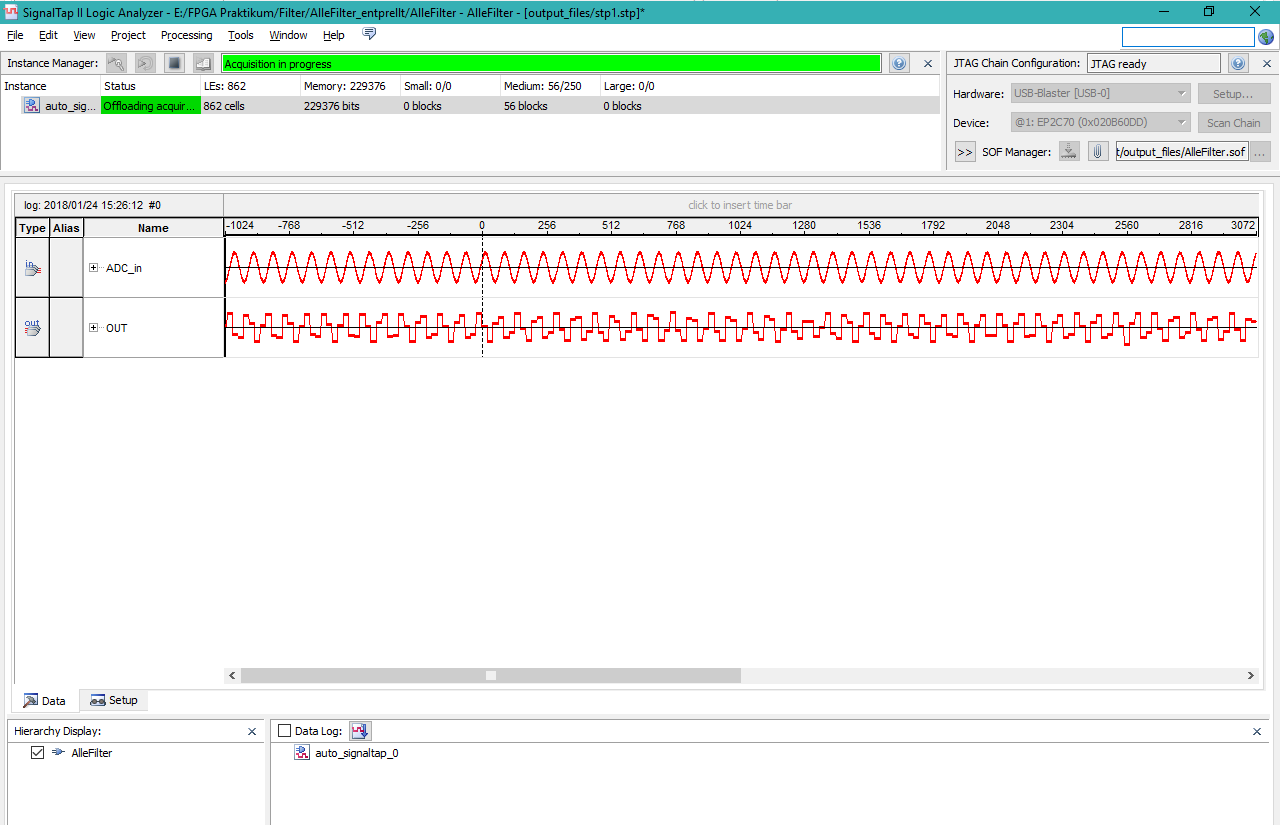 SignalTap II Logic Analyzer - E:/FPGA Praktikum/Filter/AlleFilter_entprellt/AlleFilter - AlleFilter - [output_files/stp1.stp]*
File Edit View Project Processing Tools Window Help
Instance Manager: Acquisition in progress
Instance Status LEs: 862 Memory: 229376 Small: 0/0 Medium: 56/250 Large: 0/0
auto_sig... Offloading acquir... 862 cells 229376 bits 0 blocks 56 blocks 0 blocks
JTAG Chain Configuration: JTAG ready
Hardware: USB-Blaster [USB-0] Setup...
Device: @1: EP2C70 (0x020B60DD) Scan Chain
>> SOF Manager: t/output_files/AlleFilter.sof ...
log: 2018/01/24 15:26:12 #0 click to insert time bar
Type Alias Name -1024 -768 -512 -256 0 256 512 768 1024 1280 1536 1792 2048 2304 2560 2816 3072
in ADC_in
out OUT
Data Setup
Hierarchy Display:
AlleFilter
Data Log:
auto_signaltap_0